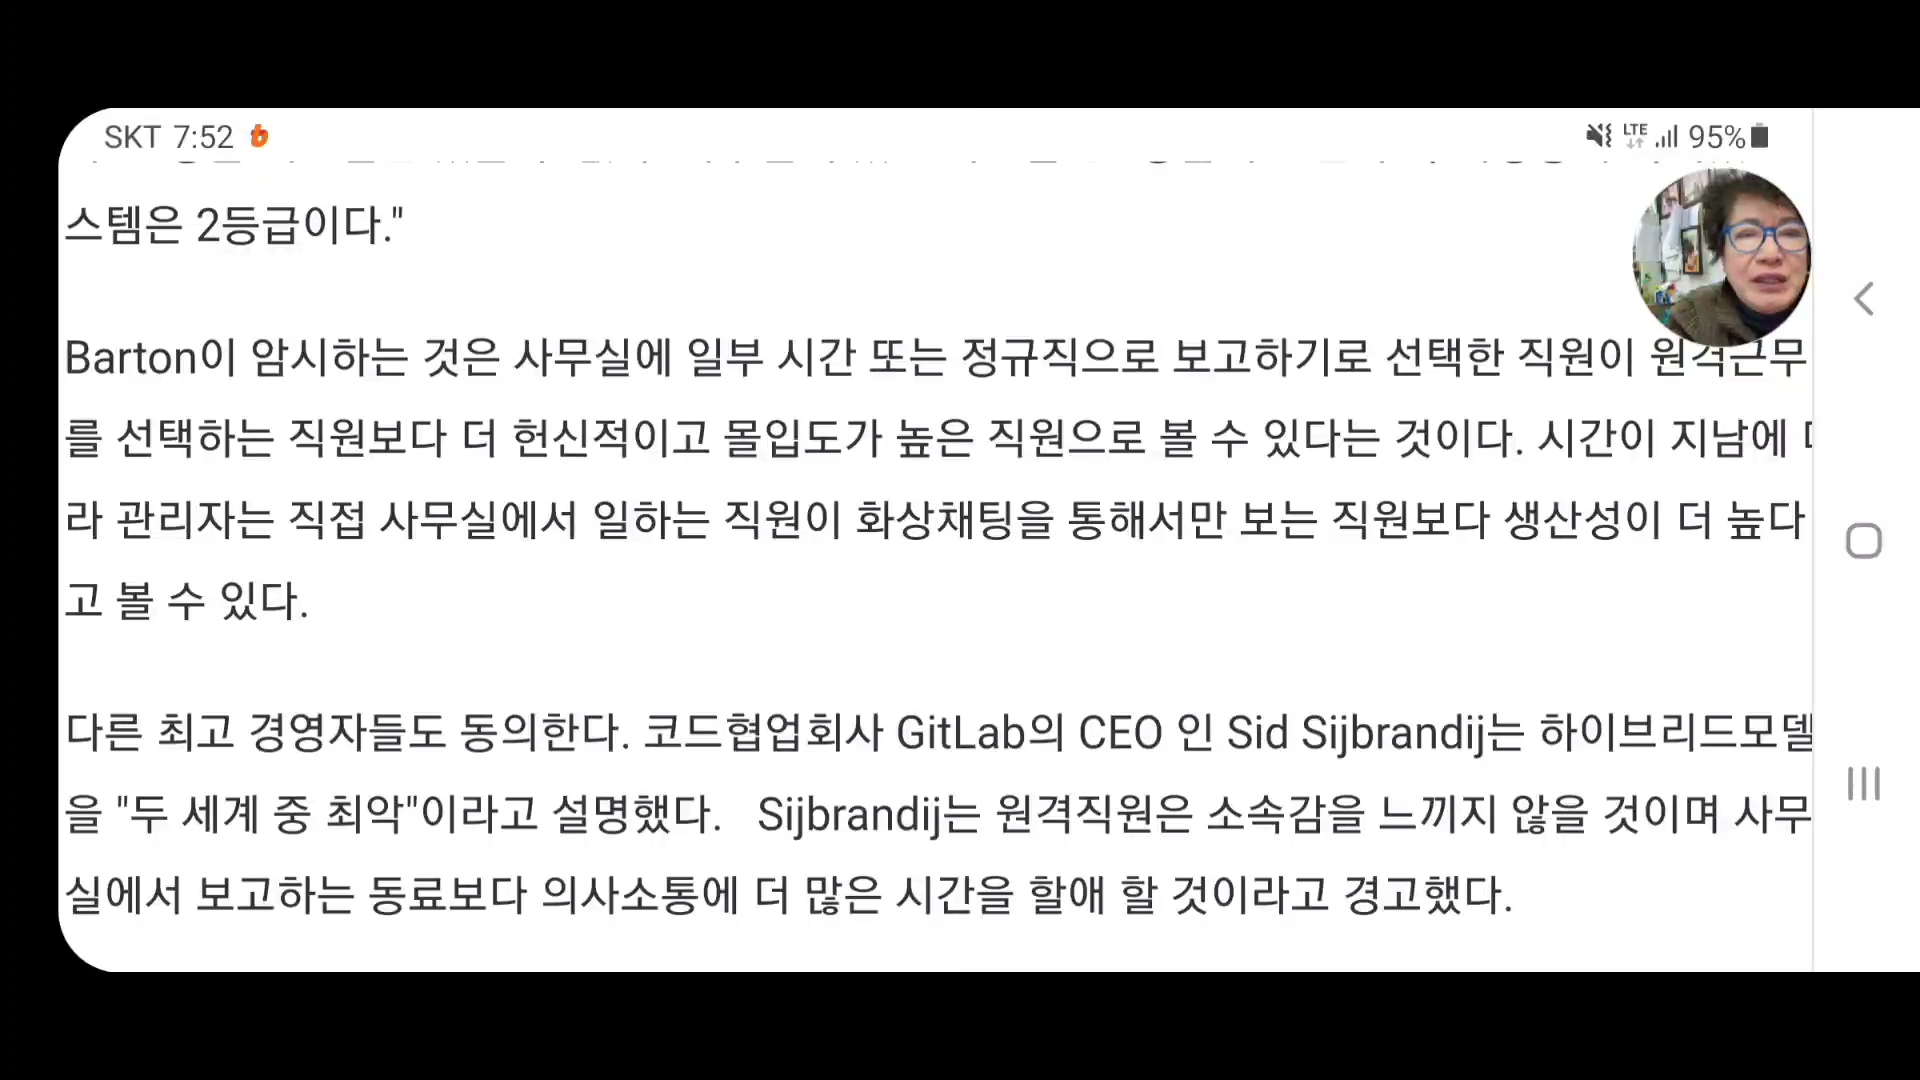 SKT 7:52
LTE 95%
스템은 2등급이다."
Barton이 암시하는 것은 사무실에 일부 시간 또는 정규직으로 보고하기로 선택한 직원이 원격근무
를 선택하는 직원보다 더 헌신적이고 몰입도가 높은 직원으로 볼 수 있다는 것이다. 시간이 지남에
라 관리자는 직접 사무실에서 일하는 직원이 화상채팅을 통해서만 보는 직원보다 생산성이 더 높다
고 볼 수 있다.
다른 최고 경영자들도 동의한다. 코드협업회사 GitLab의 CEO 인 Sid Sijbrandij는 하이브리드모델
을 "두 세계 중 최악"이라고 설명했다. Sijbrandij는 원격직원은 소속감을 느끼지 않을 것이며 사무
실에서 보고하는 동료보다 의사소통에 더 많은 시간을 할애 할 것이라고 경고했다.